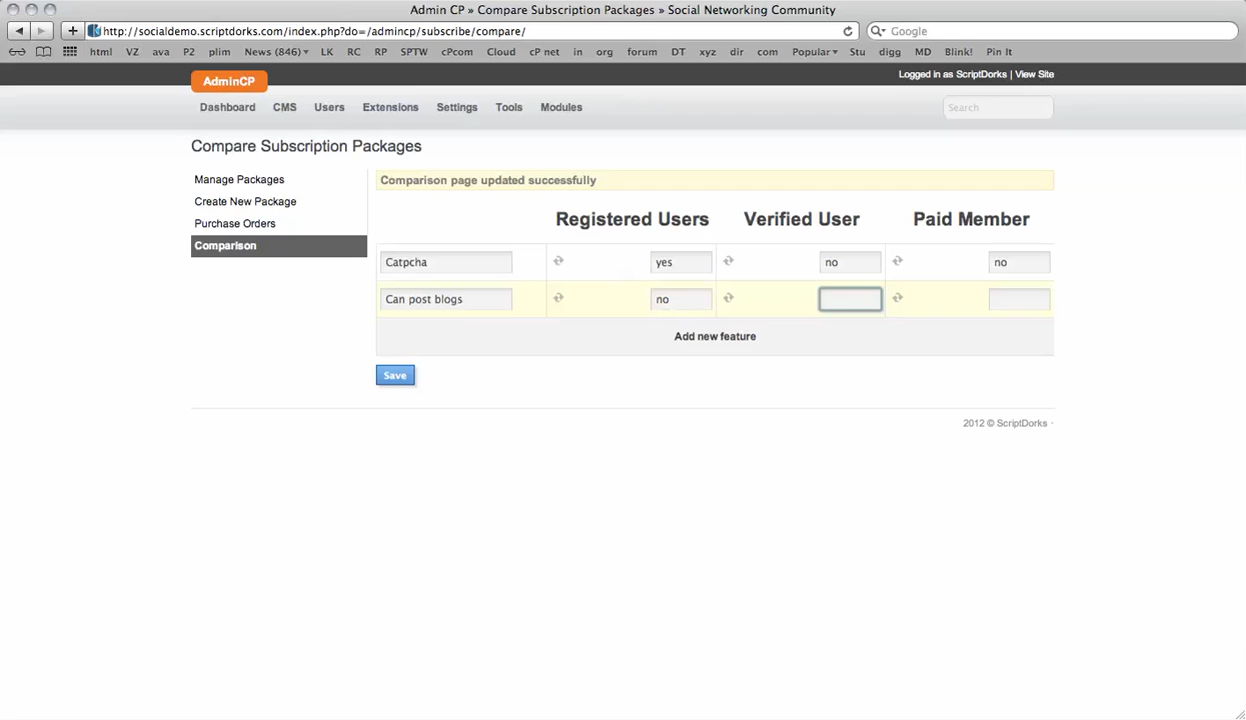 Admin CP » Compare Subscription Packages » Social Networking Community
http://socialdemo.scriptdorks.com/index.php?do=/admincp/subscribe/compare/
Google
html VZ ava P2 plim News (846) LK RC RP SPTW cPcom Cloud cP net in org forum DT xyz dir com Popular Stu digg MD Blink! Pin It
AdminCP
Logged in as ScriptDorks | View Site
Dashboard CMS Users Extensions Settings Tools Modules
Search
Compare Subscription Packages
Manage Packages
Create New Package
Purchase Orders
Comparison
Comparison page updated successfully
Registered Users Verified User Paid Member
Catpcha yes no no
Can post blogs no
Add new feature
Save
2012 © ScriptDorks ·